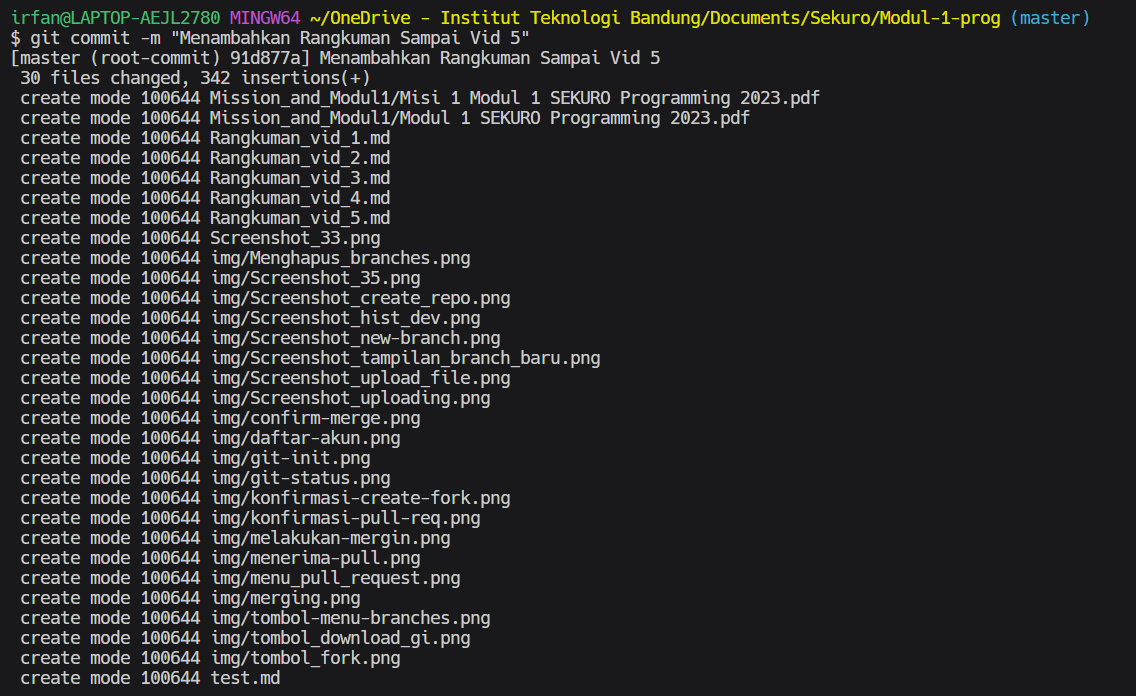 irfan@LAPTOP-AEJL2780 MINGW64 ~/OneDrive - Institut Teknologi Bandung/Documents/Sekuro/Modul-1-prog (master)
$ git commit -m "Menambahkan Rangkuman Sampai Vid 5"
[master (root-commit) 91d877a] Menambahkan Rangkuman Sampai Vid 5
 30 files changed, 342 insertions(+)
 create mode 100644 Mission_and_Modul1/Misi 1 Modul 1 SEKURO Programming 2023.pdf
 create mode 100644 Mission_and_Modul1/Modul 1 SEKURO Programming 2023.pdf
 create mode 100644 Rangkuman_vid_1.md
 create mode 100644 Rangkuman_vid_2.md
 create mode 100644 Rangkuman_vid_3.md
 create mode 100644 Rangkuman_vid_4.md
 create mode 100644 Rangkuman_vid_5.md
 create mode 100644 Screenshot_33.png
 create mode 100644 img/Menghapus_branches.png
 create mode 100644 img/Screenshot_35.png
 create mode 100644 img/Screenshot_create_repo.png
 create mode 100644 img/Screenshot_hist_dev.png
 create mode 100644 img/Screenshot_new-branch.png
 create mode 100644 img/Screenshot_tampilan_branch_baru.png
 create mode 100644 img/Screenshot_upload_file.png
 create mode 100644 img/Screenshot_uploading.png
 create mode 100644 img/confirm-merge.png
 create mode 100644 img/daftar-akun.png
 create mode 100644 img/git-init.png
 create mode 100644 img/git-status.png
 create mode 100644 img/konfirmasi-create-fork.png
 create mode 100644 img/konfirmasi-pull-req.png
 create mode 100644 img/melakukan-mergin.png
 create mode 100644 img/menerima-pull.png
 create mode 100644 img/menu_pull_request.png
 create mode 100644 img/merging.png
 create mode 100644 img/tombol-menu-branches.png
 create mode 100644 img/tombol_download_gi.png
 create mode 100644 img/tombol_fork.png
 create mode 100644 test.md